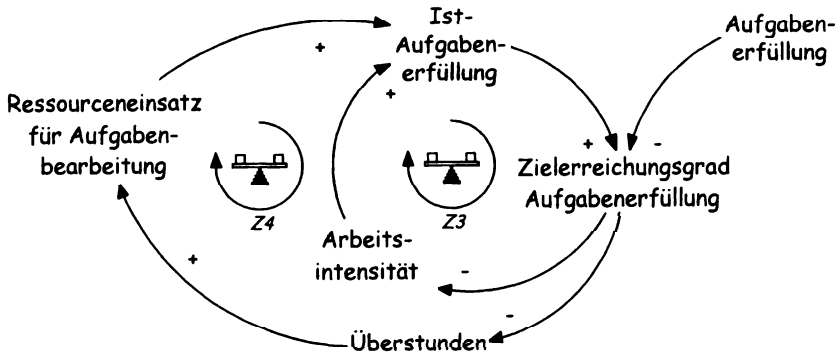 Ist-
Aufgaben-
erfüllung
Aufgaben-
erfüllung
+
+
Ressourceneinsatz
für Aufgaben-
bearbeitung
+
-
Zielerreichungsgrad
Aufgabenerfüllung
Z4
Z3
Arbeits-
intensität
+
-
-
Überstunden